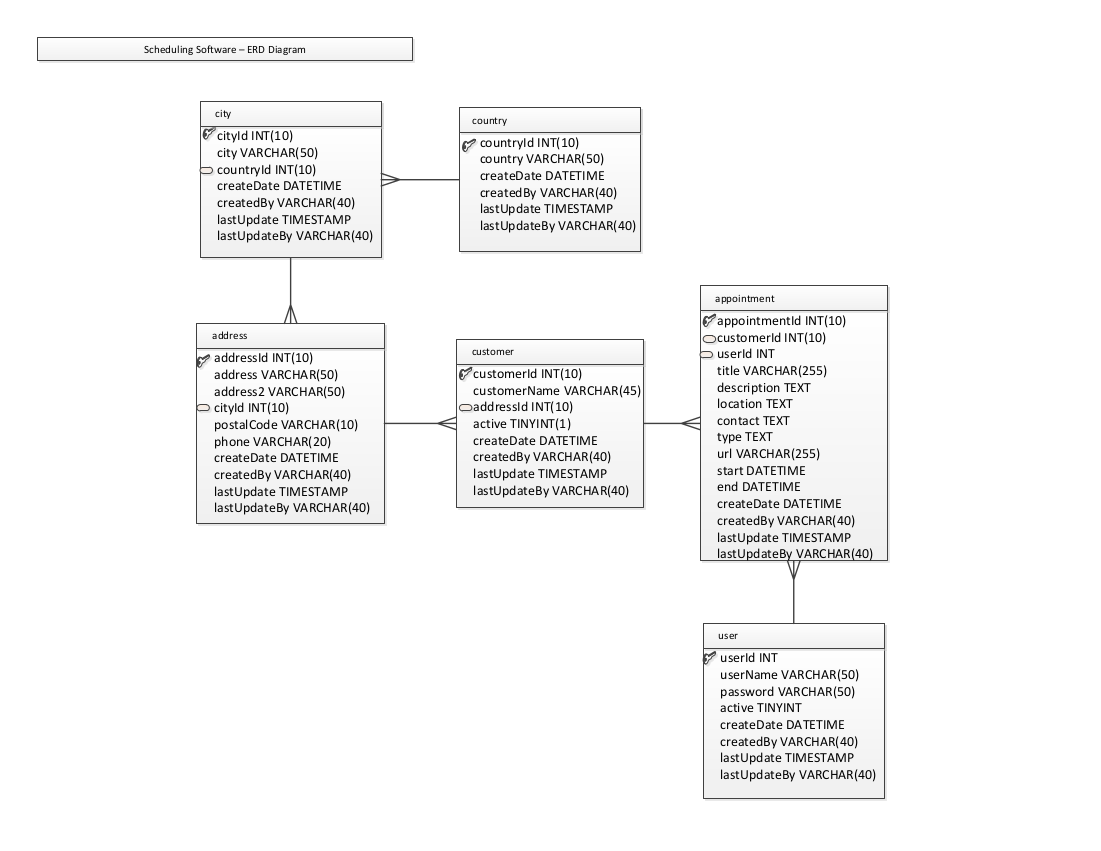 Scheduling Software – ERD Diagram
city
cityId INT(10)
city VARCHAR(50)
countryId INT(10)
createDate DATETIME
createdBy VARCHAR(40)
lastUpdate TIMESTAMP
lastUpdateBy VARCHAR(40)
country
countryId INT(10)
country VARCHAR(50)
createDate DATETIME
createdBy VARCHAR(40)
lastUpdate TIMESTAMP
lastUpdateBy VARCHAR(40)
address
addressId INT(10)
address VARCHAR(50)
address2 VARCHAR(50)
cityId INT(10)
postalCode VARCHAR(10)
phone VARCHAR(20)
createDate DATETIME
createdBy VARCHAR(40)
lastUpdate TIMESTAMP
lastUpdateBy VARCHAR(40)
customer
customerId INT(10)
customerName VARCHAR(45)
addressId INT(10)
active TINYINT(1)
createDate DATETIME
createdBy VARCHAR(40)
lastUpdate TIMESTAMP
lastUpdateBy VARCHAR(40)
appointment
appointmentId INT(10)
customerId INT(10)
userId INT
title VARCHAR(255)
description TEXT
location TEXT
contact TEXT
type TEXT
url VARCHAR(255)
start DATETIME
end DATETIME
createDate DATETIME
createdBy VARCHAR(40)
lastUpdate TIMESTAMP
lastUpdateBy VARCHAR(40)
user
userId INT
userName VARCHAR(50)
password VARCHAR(50)
active TINYINT
createDate DATETIME
createdBy VARCHAR(40)
lastUpdate TIMESTAMP
lastUpdateBy VARCHAR(40)